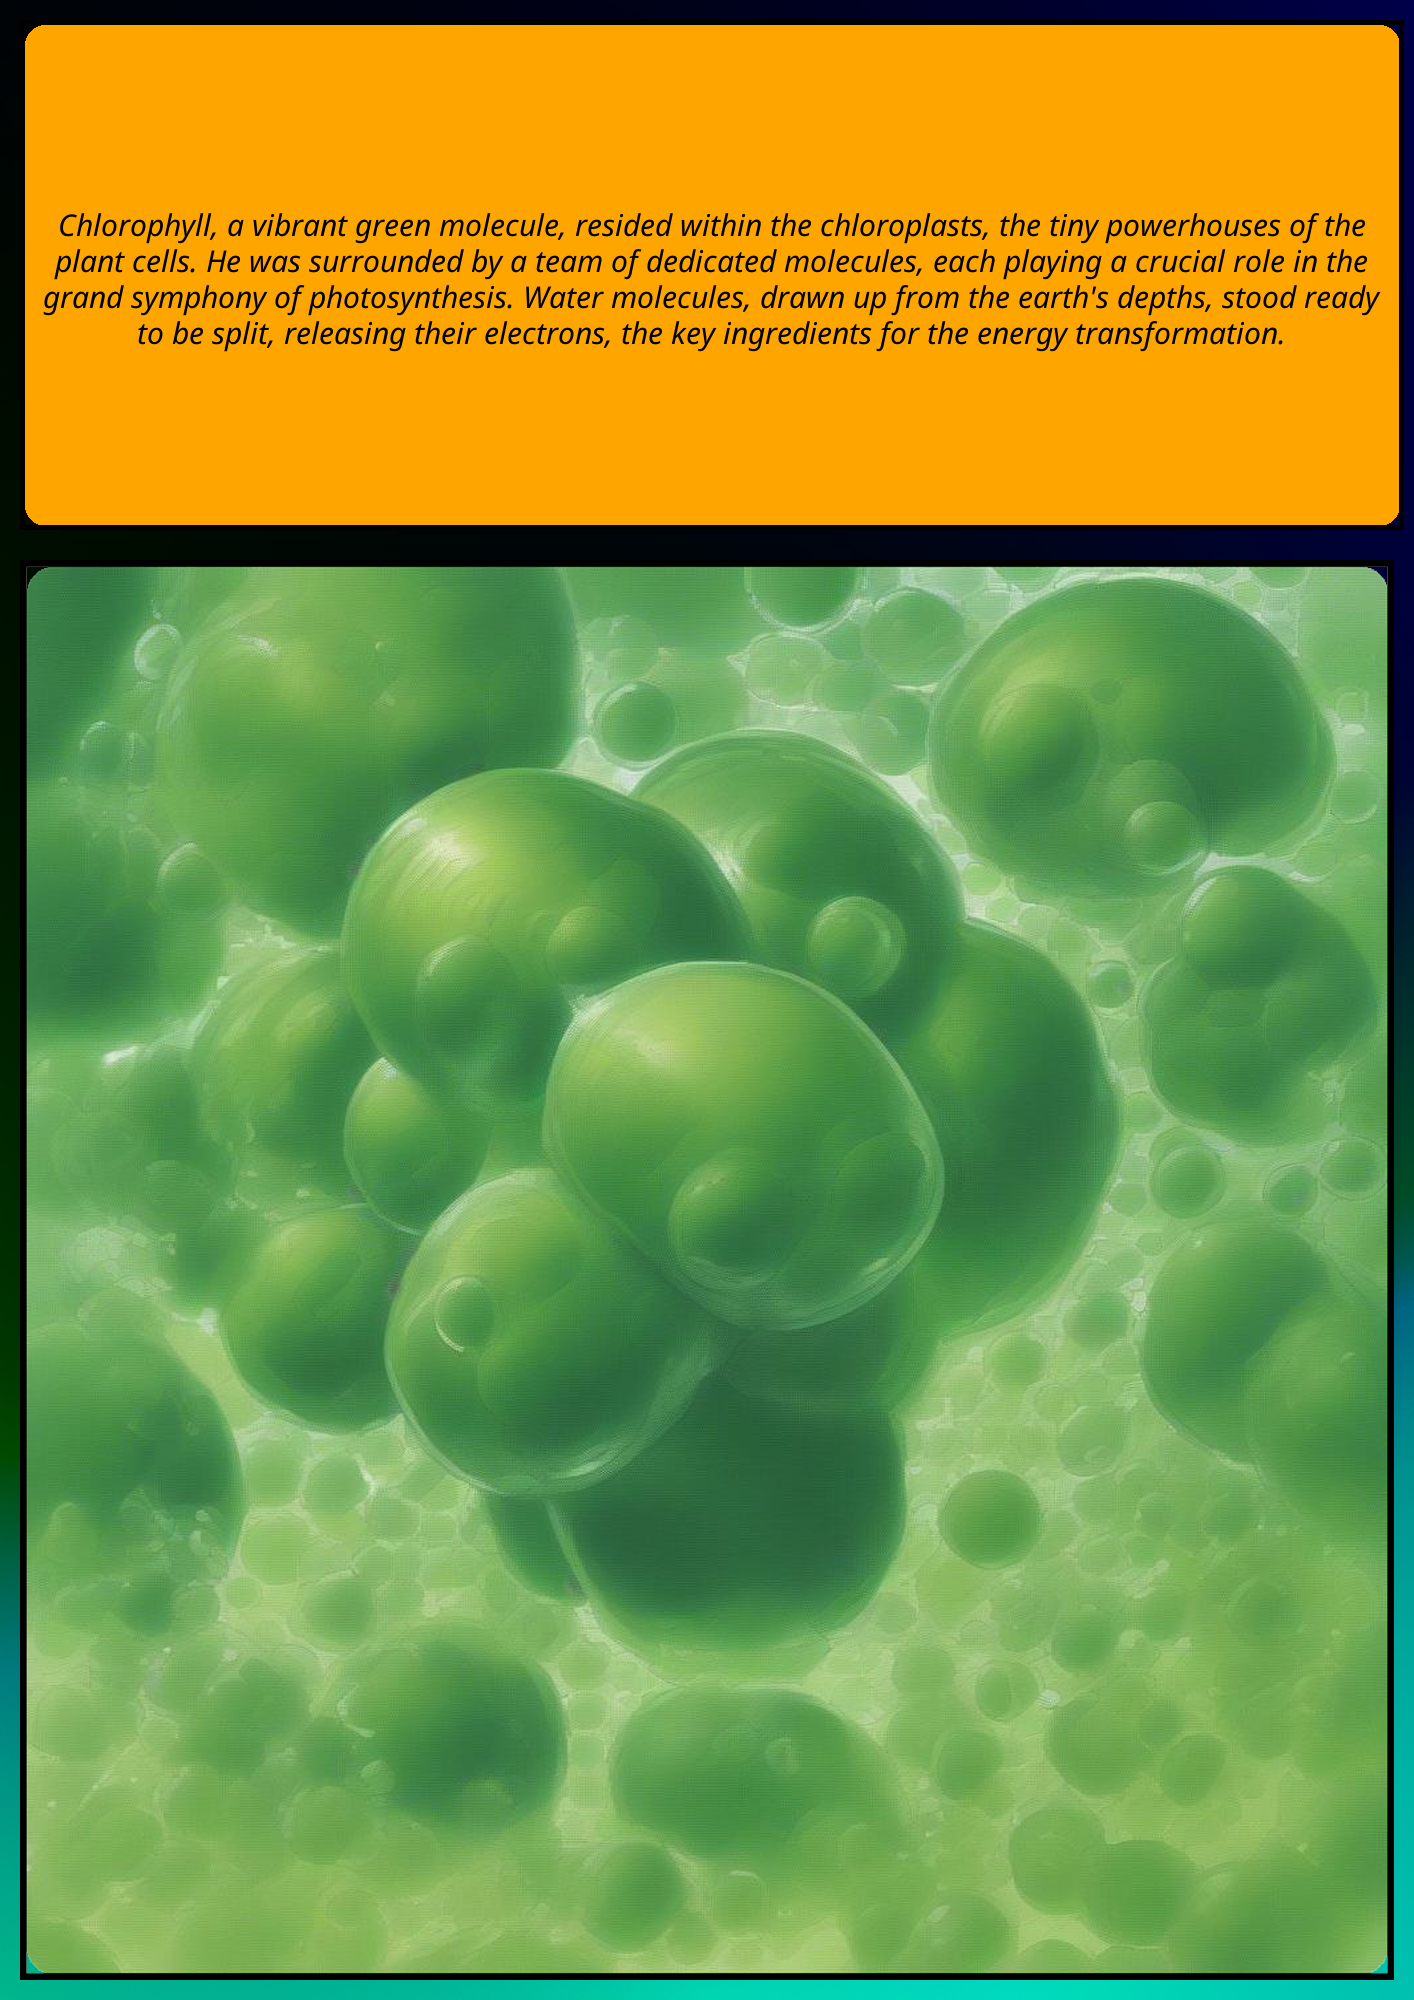 Chlorophyll, a vibrant green molecule, resided within the chloroplasts, the tiny powerhouses of the
plant cells. He was surrounded by a team of dedicated molecules, each playing a crucial role in the
grand symphony of photosynthesis. Water molecules, drawn up from the earth's depths, stood ready
to be split, releasing their electrons, the key ingredients for the energy transformation.